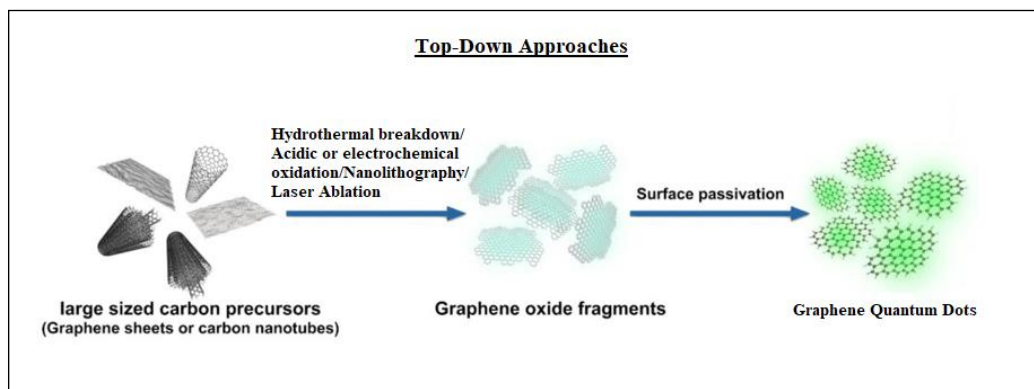 Top-Down Approaches
Hydrothermal breakdown/
Acidic or electrochemical
oxidation/Nanolithography/
Laser Ablation
Surface passivation
large sized carbon precursors
(Graphene sheets or carbon nanotubes)
Graphene oxide fragments
Graphene Quantum Dots